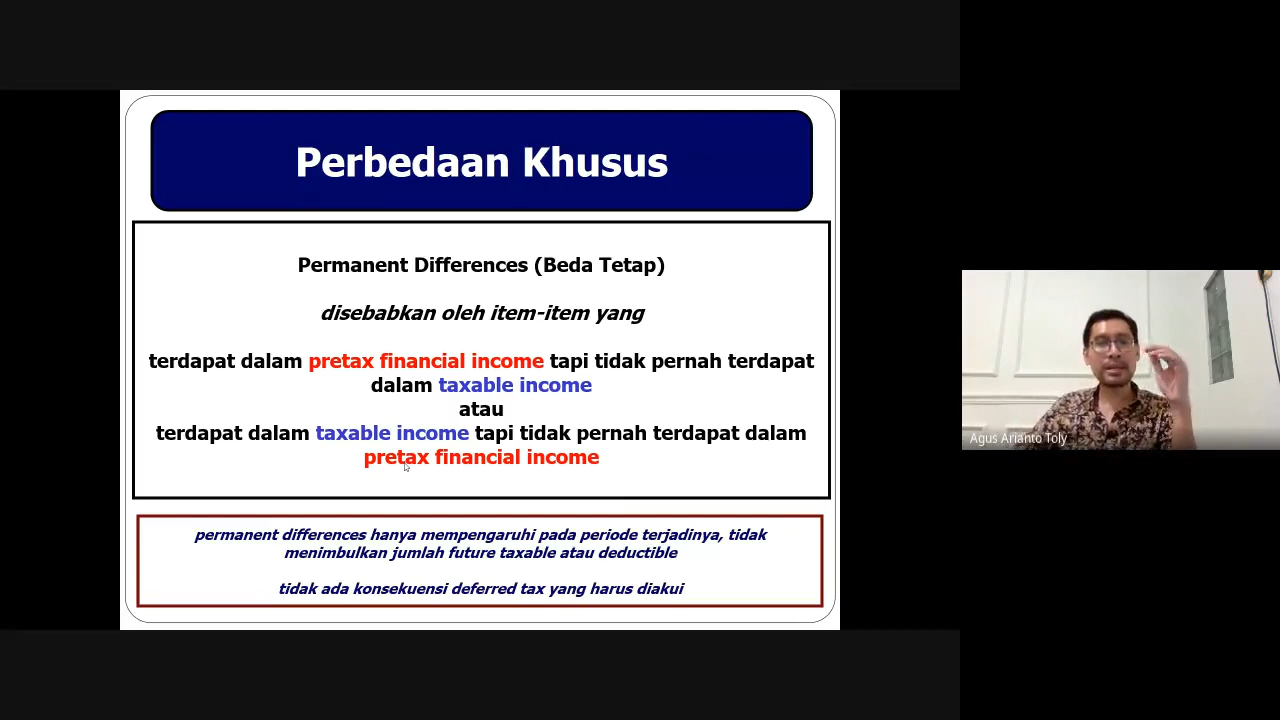 Perbedaan Khusus
Permanent Differences (Beda Tetap)
disebabkan oleh item-item yang
terdapat dalam pretax financial income tapi tidak pernah terdapat
dalam taxable income
atau
terdapat dalam taxable income tapi tidak pernah terdapat dalam
pretax financial income
permanent differences hanya mempengaruhi pada periode terjadinya, tidak
menimbulkan jumlah future taxable atau deductible
tidak ada konsekuensi deferred tax yang harus diakui
Agus Arianto Toly